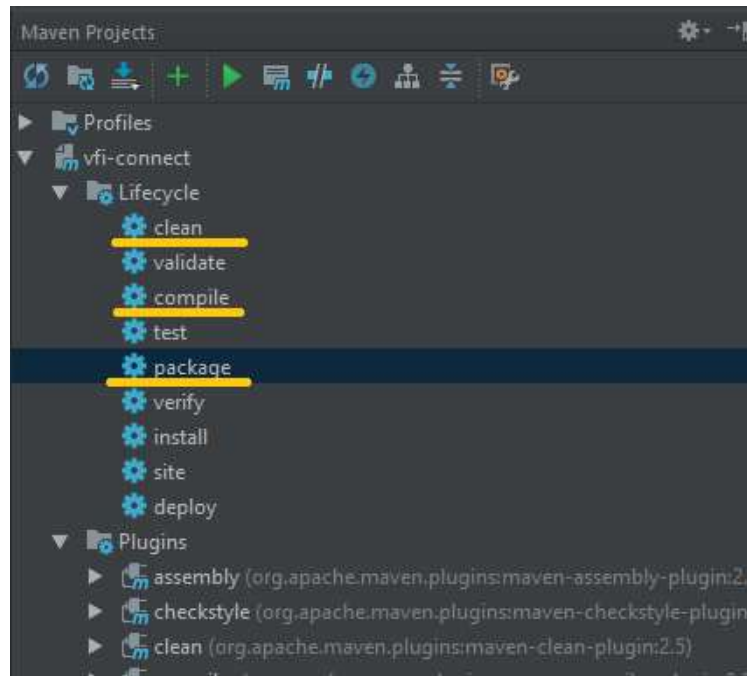 Maven Projects
Profiles
vfi-connect
Lifecycle
clean
validate
compile
test
package
verify
install
site
deploy
Plugins
assembly (org.apache.maven.plugins:maven-assembly-plugin:2.
checkstyle (org.apache.maven.plugins:maven-checkstyle-plugin
clean (org.apache.maven.plugins:maven-clean-plugin:2.5)